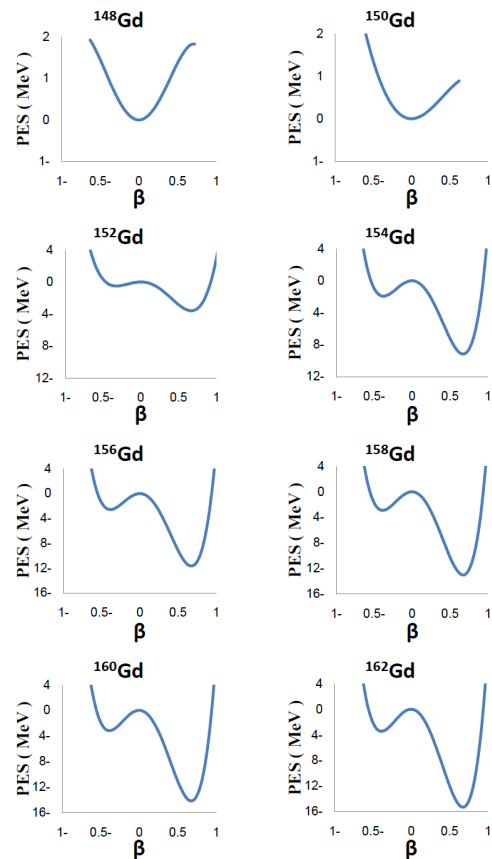 ¹⁴⁸Gd
PES ( MeV )
2
1
0
1-
1- 0.5- 0 0.5 1
β
¹⁵⁰Gd
PES ( MeV )
2
1
0
1-
1- 0.5- 0 0.5 1
β
¹⁵²Gd
PES ( MeV )
4
0
4-
8-
12-
1- 0.5- 0 0.5 1
β
¹⁵⁴Gd
PES ( MeV )
4
0
4-
8-
12-
1- 0.5- 0 0.5 1
β
¹⁵⁶Gd
PES ( MeV )
4
0
4-
8-
12-
16-
1- 0.5- 0 0.5 1
β
¹⁵⁸Gd
PES ( MeV )
4
0
4-
8-
12-
16-
1- 0.5- 0 0.5 1
β
¹⁶⁰Gd
PES ( MeV )
4
0
4-
8-
12-
16-
1- 0.5- 0 0.5 1
β
¹⁶²Gd
PES ( MeV )
4
0
4-
8-
12-
16-
1- 0.5- 0 0.5 1
β